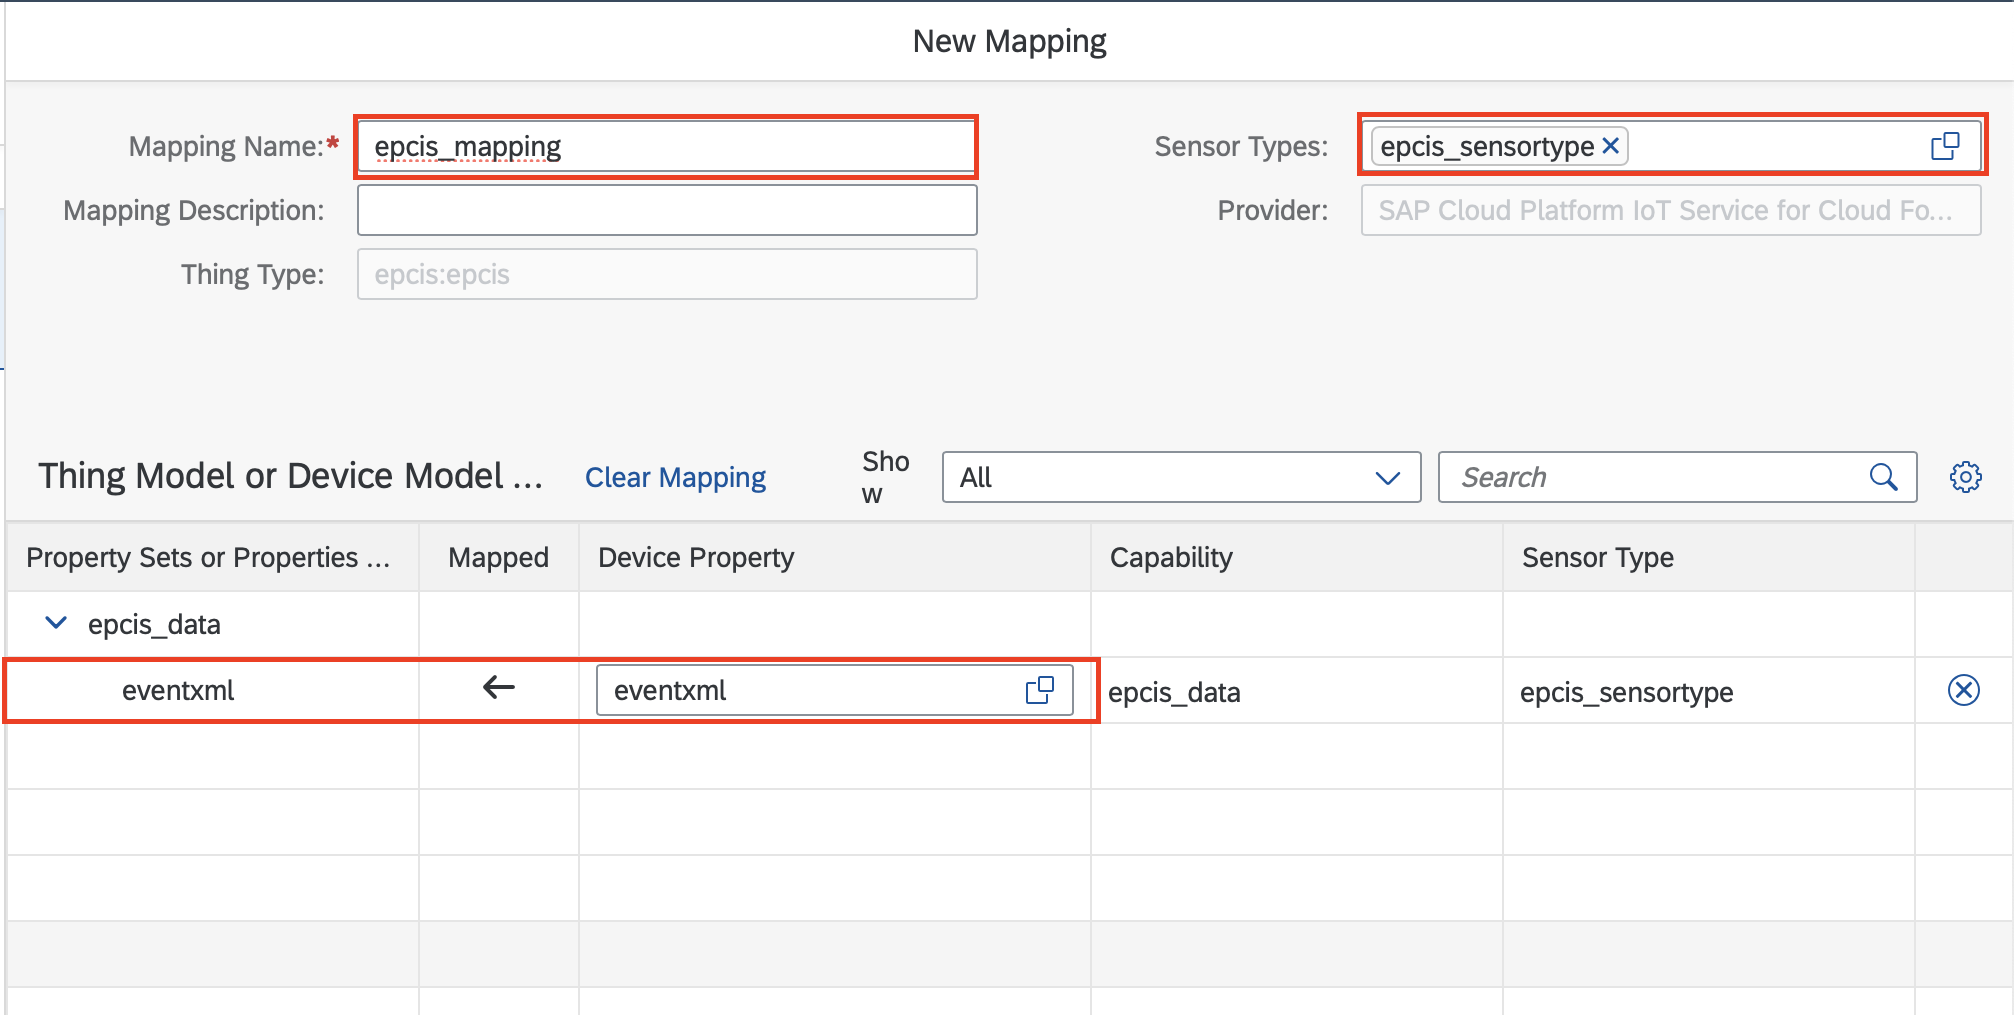 New Mapping
Mapping Name:* epcis_mapping
Sensor Types: epcis_sensortype
Mapping Description:
Provider: SAP Cloud Platform IoT Service for Cloud Fo...
Thing Type: epcis:epcis
Thing Model or Device Model ... Clear Mapping Show All Search
Property Sets or Properties ... Mapped Device Property Capability Sensor Type
epcis_data
eventxml eventxml epcis_data epcis_sensortype